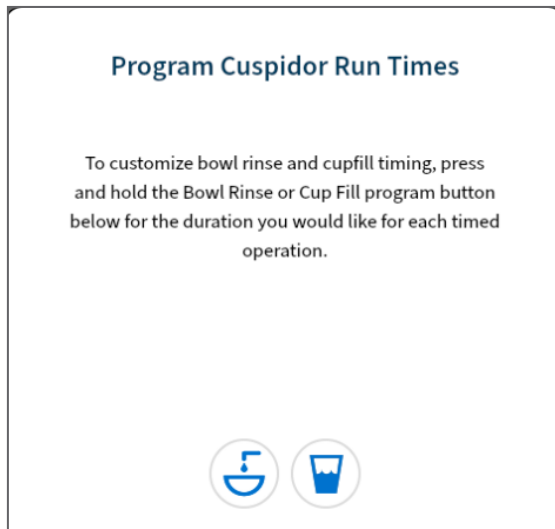 Program Cuspidor Run Times
To customize bowl rinse and cupfill timing, press
and hold the Bowl Rinse or Cup Fill program button
below for the duration you would like for each timed
operation.